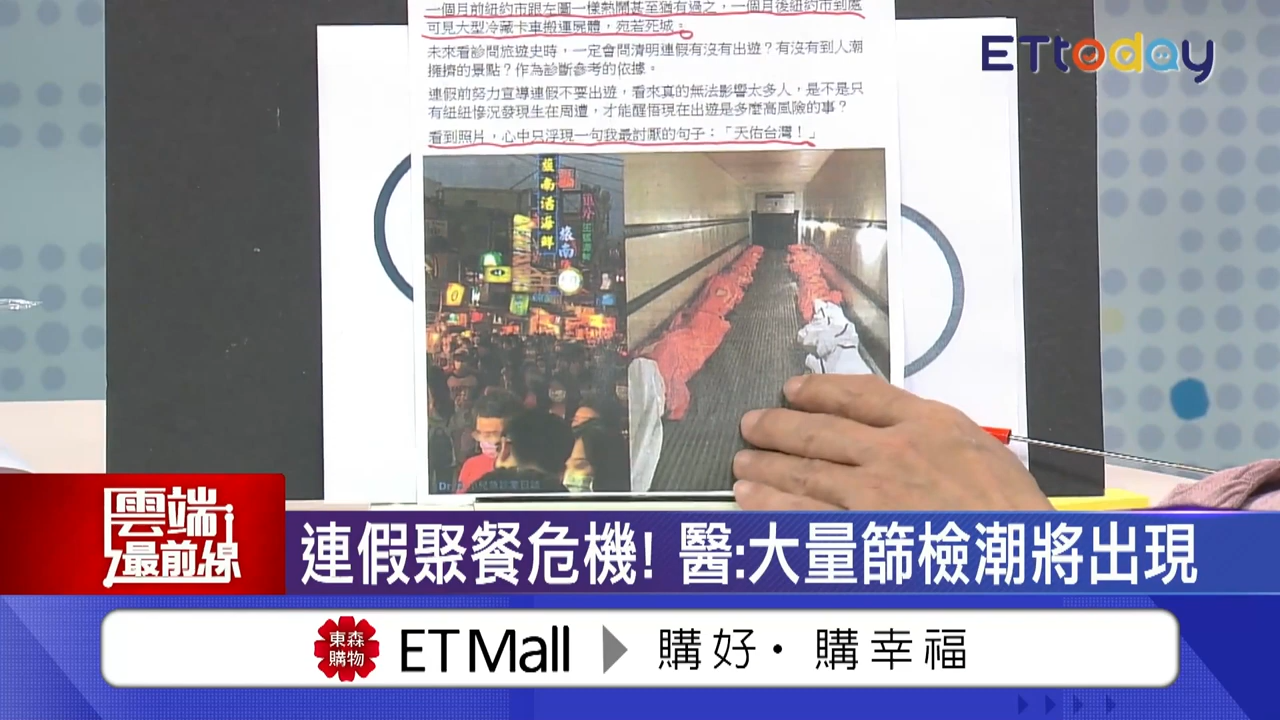 一個月前紐約市跟左圖一樣熱鬧甚至猶有過之，一個月後紐約市到處
可見大型冷藏卡車搬運屍體，宛若死城。
未來看診問旅遊史時，一定會問清明連假有沒有出遊？有沒有到人潮
擁擠的景點？作為診斷參考的依據。
連假前努力宣導連假不要出遊，看來真的無法影響太多人，是不是只
有紐紐慘況發現生在周遭，才能醒悟現在出遊是多麼高風險的事？
看到照片，心中只浮現一句我最討厭的句子：「天佑台灣！」
ETtoday
活海鮮
雲端
最前線
連假聚餐危機! 醫:大量篩檢潮將出現
東森
購物
ET Mall
購好・購幸福